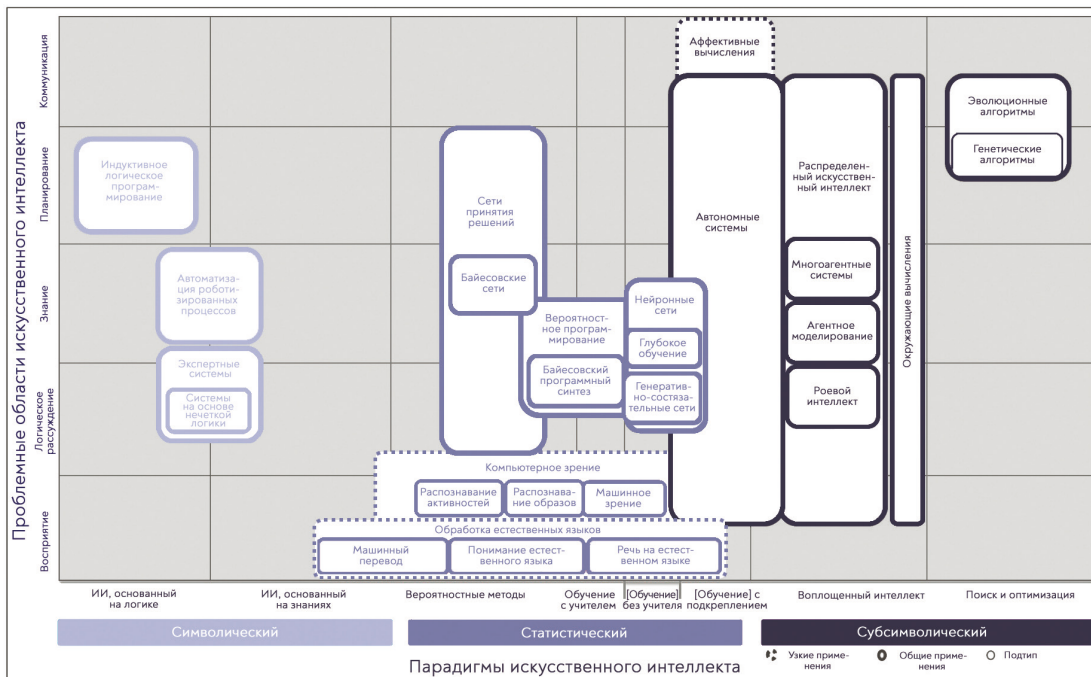 Проблемные области искусственного интеллекта
Коммуникация
Планирование
Знание
Логическое
рассуждение
Восприятие
Аффективные
вычисления
Эволюционные
алгоритмы
Генетические
алгоритмы
Индуктивное
логическое
програм-
мирование
Сети
принятия
решений
Байесовские
сети
Автономные
системы
Распределен-
ный искусствен-
ный интеллект
Многоагентные
системы
Агентное
моделирование
Роевой
интеллект
Окружающие вычисления
Автоматиза-
ция роботи-
зированных
процессов
Экспертные
системы
Системы
на основе
нечеткой
логики
Вероятност-
ное програм-
мирование
Байесовский
программный
синтез
Нейронные
сети
Глубокое
обучение
Генератив-
но-состяза-
тельные сети
Компьютерное зрение
Распознавание
активностей
Распознава-
ние образов
Машинное
зрение
Обработка естественных языков
Машинный
перевод
Понимание естест-
венного языка
Речь на естест-
венном языке
ИИ, основанный
на логике
ИИ, основанный
на знаниях
Вероятностные методы
Обучение
с учителем
[Обучение]
без учителя
[Обучение] с
подкреплением
Воплощенный интеллект
Поиск и оптимизация
Символический
Статистический
Субсимволический
Узкие приме-
нения
Общие приме-
нения
Подтип
Парадигмы искусственного интеллекта